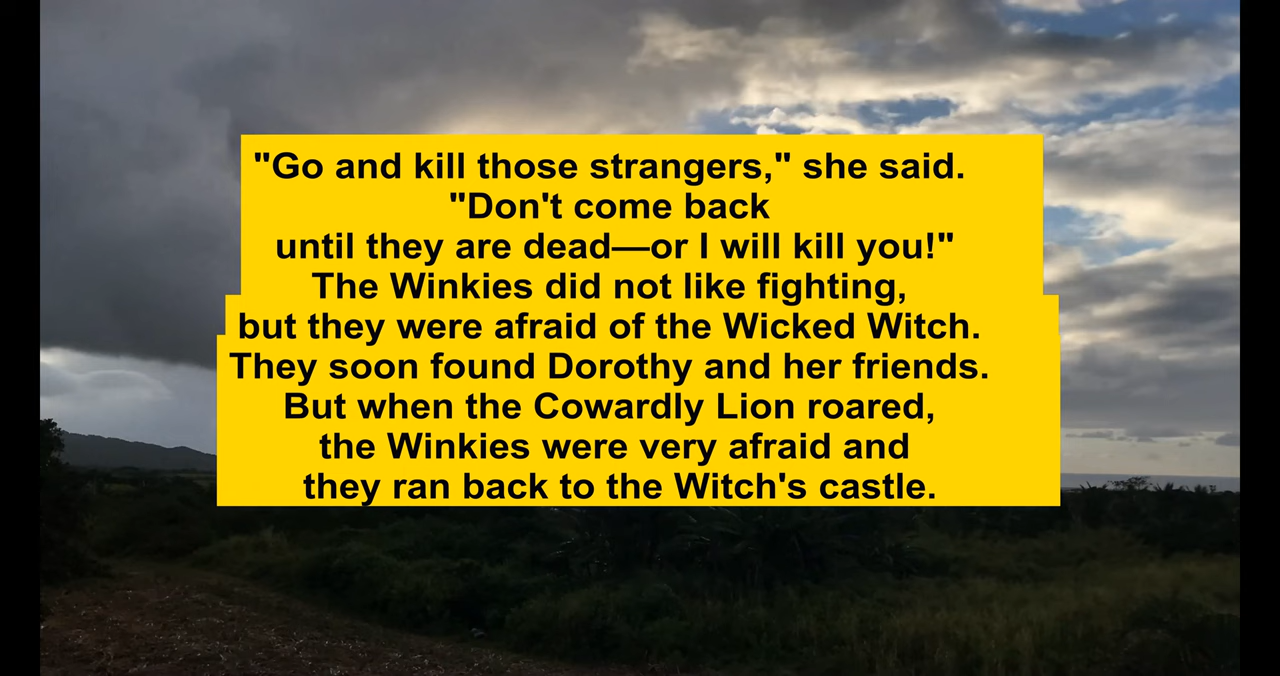 "Go and kill those strangers," she said.
"Don't come back
until they are dead—or I will kill you!"
The Winkies did not like fighting,
but they were afraid of the Wicked Witch.
They soon found Dorothy and her friends.
But when the Cowardly Lion roared,
the Winkies were very afraid and
they ran back to the Witch's castle.